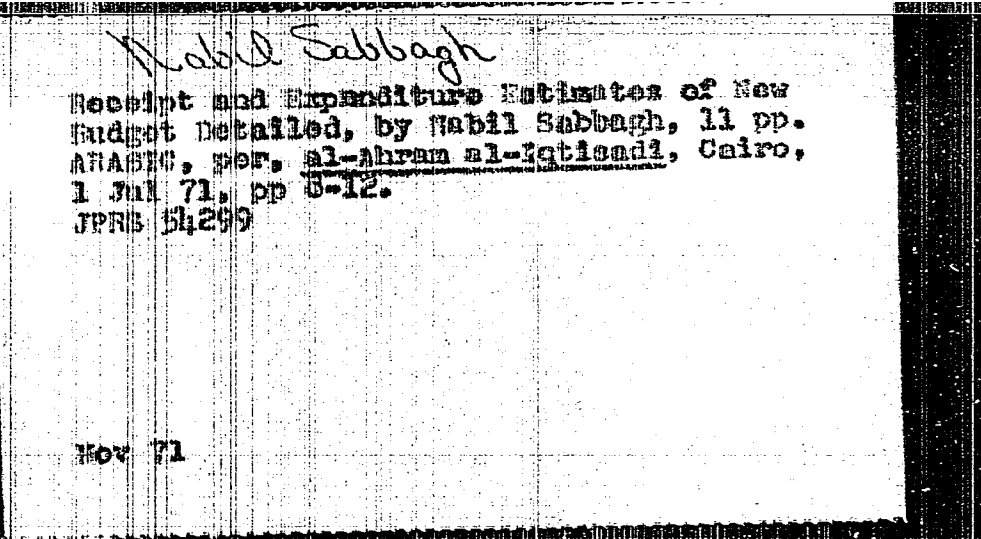 Nabil Sabbagh
Receipt and Expenditure Estimates of New
Budget Detailed, by Nabil Sabbagh, 11 pp.
ARABIC, per, al-Ahram al-Iqtisadi, Cairo,
1 Jul 71, pp 8-12.
JPRS 54299
Nov 71